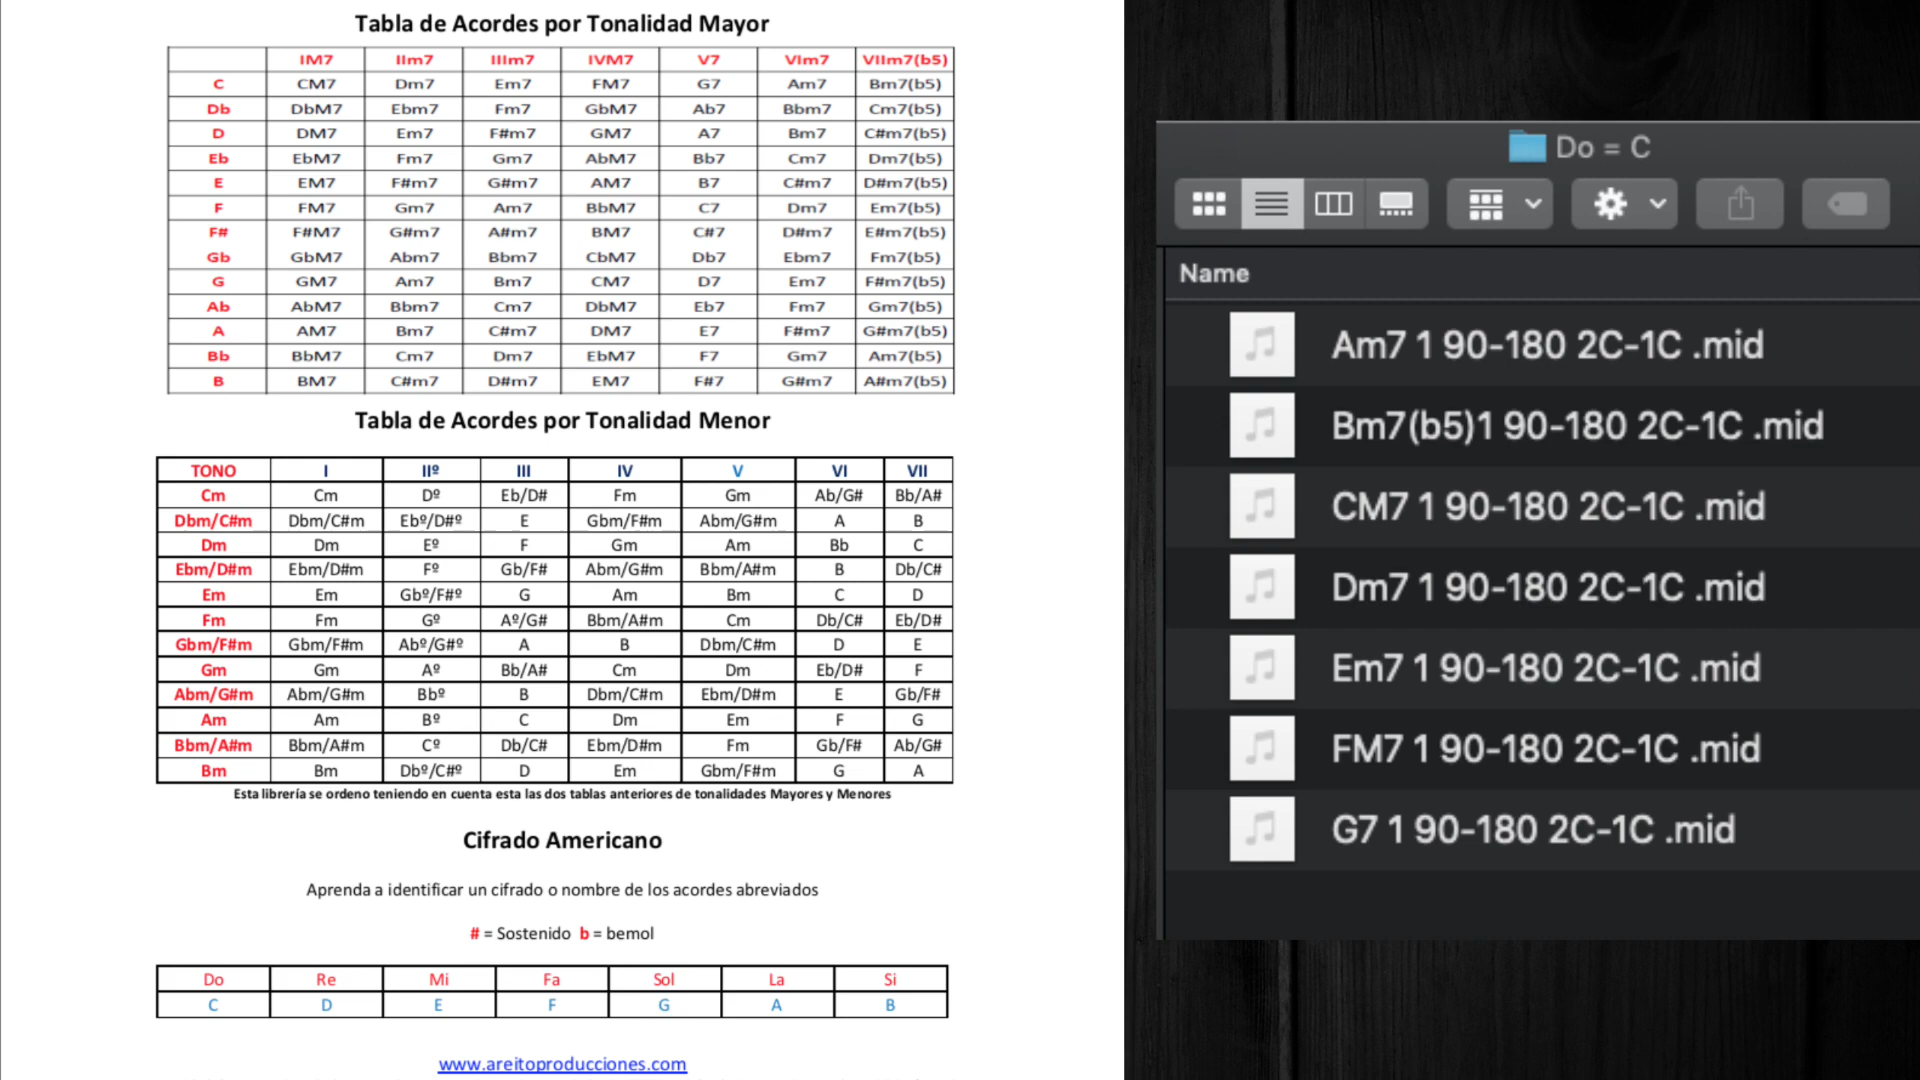 Tabla de Acordes por Tonalidad Mayor
IM7 IIm7 IIIm7 IVM7 V7 VIm7 VIIm7(b5)
C CM7 Dm7 Em7 FM7 G7 Am7 Bm7(b5)
Db DbM7 Ebm7 Fm7 GbM7 Ab7 Bbm7 Cm7(b5)
D DM7 Em7 F#m7 GM7 A7 Bm7 C#m7(b5)
Eb EbM7 Fm7 Gm7 AbM7 Bb7 Cm7 Dm7(b5)
E EM7 F#m7 G#m7 AM7 B7 C#m7 D#m7(b5)
F FM7 Gm7 Am7 BbM7 C7 Dm7 Em7(b5)
F# F#M7 G#m7 A#m7 BM7 C#7 D#m7 E#m7(b5)
Gb GbM7 Abm7 Bbm7 CbM7 Db7 Ebm7 Fm7(b5)
G GM7 Am7 Bm7 CM7 D7 Em7 F#m7(b5)
Ab AbM7 Bbm7 Cm7 DbM7 Eb7 Fm7 Gm7(b5)
A AM7 Bm7 C#m7 DM7 E7 F#m7 G#m7(b5)
Bb BbM7 Cm7 Dm7 EbM7 F7 Gm7 Am7(b5)
B BM7 C#m7 D#m7 EM7 F#7 G#m7 A#m7(b5)
Tabla de Acordes por Tonalidad Menor
TONO I IIº III IV V VI VII
Cm Cm Dº Eb/D# Fm Gm Ab/G# Bb/A#
Dbm/C#m Dbm/C#m Ebº/D#º E Gbm/F#m Abm/G#m A B
Dm Dm Eº F Gm Am Bb C
Ebm/D#m Ebm/D#m Fº Gb/F# Abm/G#m Bbm/A#m B Db/C#
Em Em Gbº/F#º G Am Bm C D
Fm Fm Gº Aº/G# Bbm/A#m Cm Db/C# Eb/D#
Gbm/F#m Gbm/F#m Abº/G#º A B Dbm/C#m D E
Gm Gm Aº Bb/A# Cm Dm Eb/D# F
Abm/G#m Abm/G#m Bbº B Dbm/C#m Ebm/D#m E Gb/F#
Am Am Bº C Dm Em F G
Bbm/A#m Bbm/A#m Cº Db/C# Ebm/D#m Fm Gb/F# Ab/G#
Bm Bm Dbº/C#º D Em Gbm/F#m G A
Esta librería se ordeno teniendo en cuenta esta las dos tablas anteriores de tonalidades Mayores y Menores
Cifrado Americano
Aprenda a identificar un cifrado o nombre de los acordes abreviados
# = Sostenido b = bemol
Do Re Mi Fa Sol La Si
C D E F G A B
www.areitoproducciones.com
Do = C
Name
Am7 1 90-180 2C-1C .mid
Bm7(b5)1 90-180 2C-1C .mid
CM7 1 90-180 2C-1C .mid
Dm7 1 90-180 2C-1C .mid
Em7 1 90-180 2C-1C .mid
FM7 1 90-180 2C-1C .mid
G7 1 90-180 2C-1C .mid